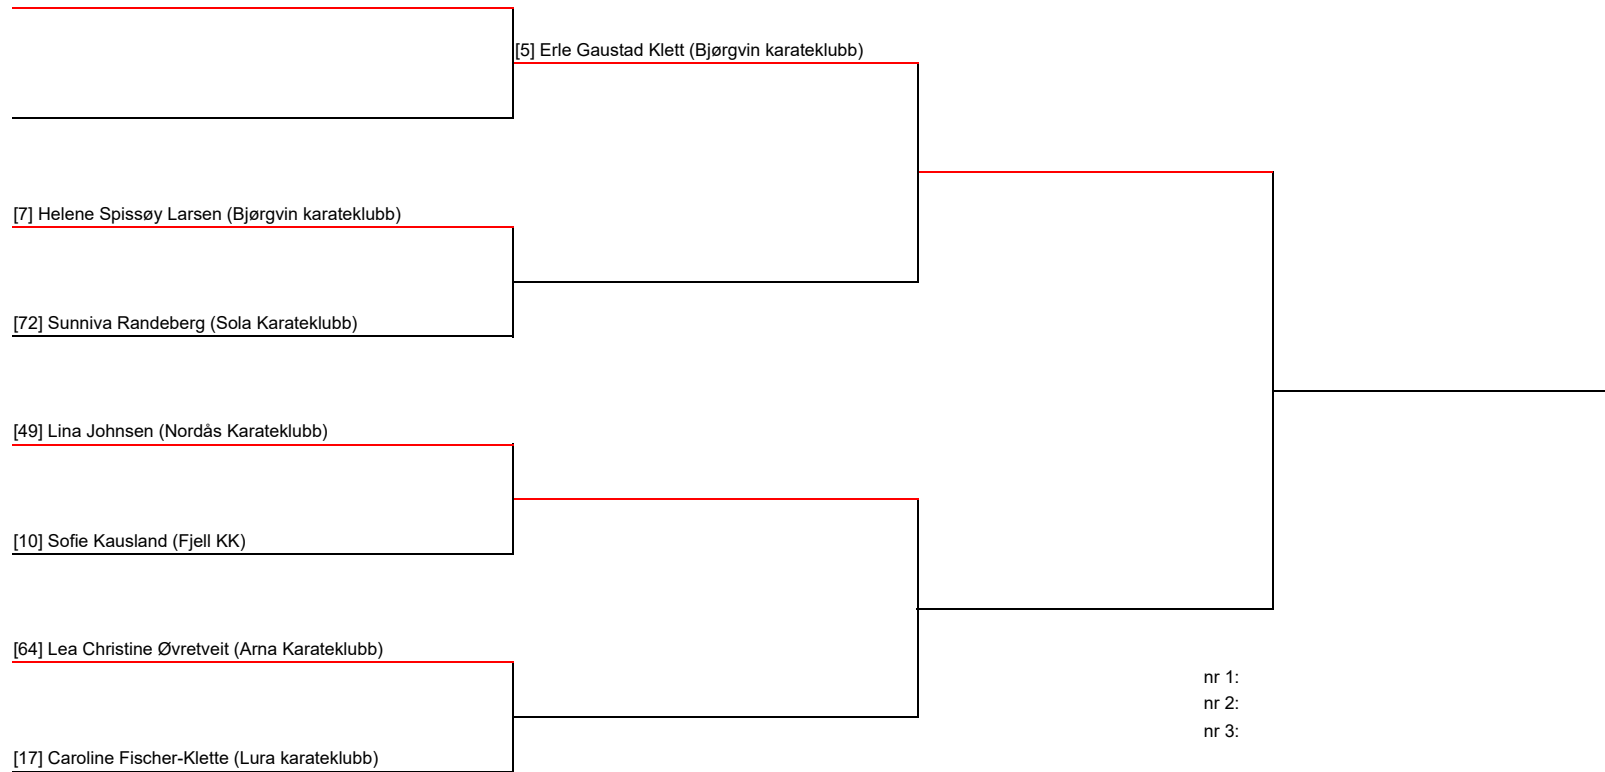 [5] Erle Gaustad Klett (Bjørgvin karateklubb)
[7] Helene Spissøy Larsen (Bjørgvin karateklubb)
[72] Sunniva Randeberg (Sola Karateklubb)
[49] Lina Johnsen (Nordås Karateklubb)
[10] Sofie Kausland (Fjell KK)
[64] Lea Christine Øvretveit (Arna Karateklubb)
[17] Caroline Fischer-Klette (Lura karateklubb)
nr 1:
nr 2:
nr 3: